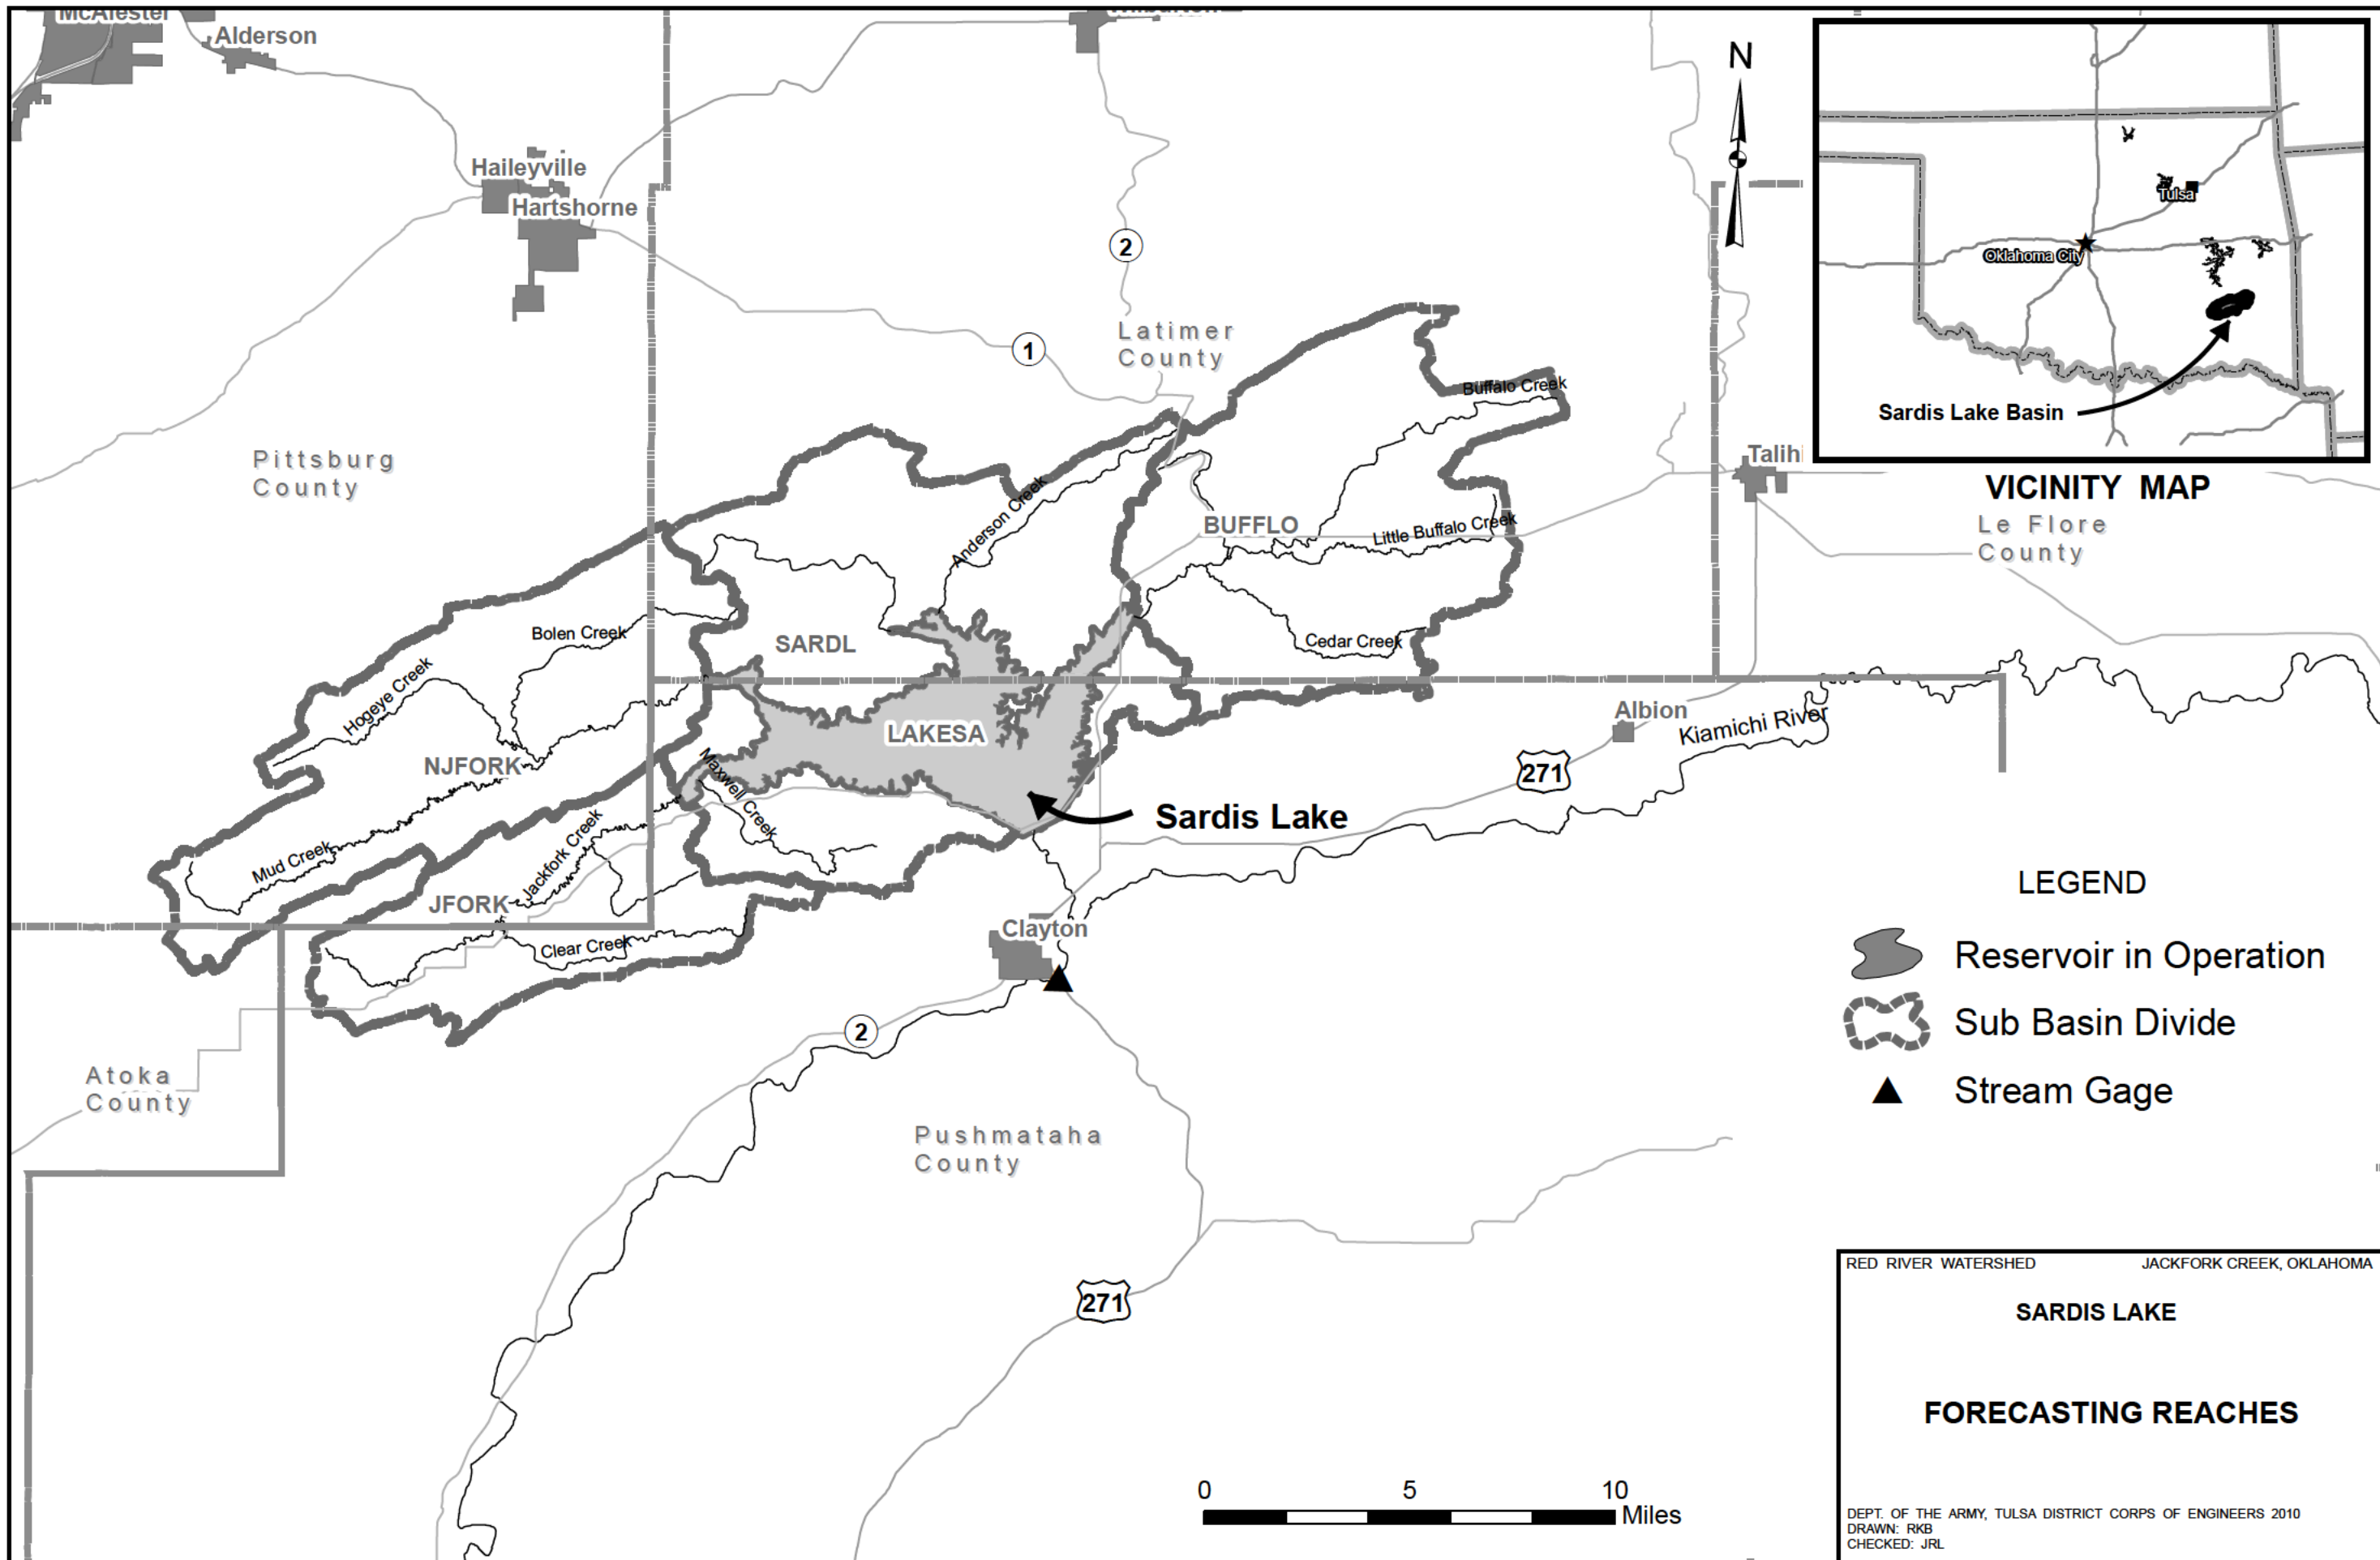 McAlester
Alderson
Wilburton
Haileyville
Hartshorne
N
2
1
Latimer
County
Pittsburg
County
Buffalo Creek
Talihi
Anderson Creek
BUFFLO
Little Buffalo Creek
Bolen Creek
SARDL
Cedar Creek
Hogeye Creek
LAKESA
Albion
Kiamichi River
NJFORK
Maxwell Creek
271
Sardis Lake
Mud Creek
Jackfork Creek
JFORK
Clear Creek
Clayton
2
Atoka
County
Pushmataha
County
271
Tulsa
Oklahoma City
Sardis Lake Basin
VICINITY MAP
Le Flore
County
LEGEND
Reservoir in Operation
Sub Basin Divide
Stream Gage
0 5 10
Miles
RED RIVER WATERSHED JACKFORK CREEK, OKLAHOMA
SARDIS LAKE
FORECASTING REACHES
DEPT. OF THE ARMY, TULSA DISTRICT CORPS OF ENGINEERS 2010
DRAWN: RKB
CHECKED: JRL